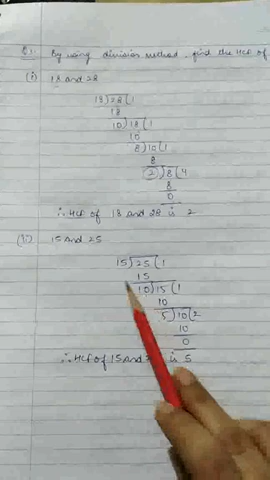 Q1. By using division method, find the HCF of
(i) 18 and 28
18) 28 (1
18
10) 18 (1
10
8) 10 (1
8
2) 8 (4
8
0
∴ HCF of 18 and 28 is 2
(ii) 15 and 25
15) 25 (1
15
10) 15 (1
10
5) 10 (2
10
0
∴ HCF of 15 and is 5